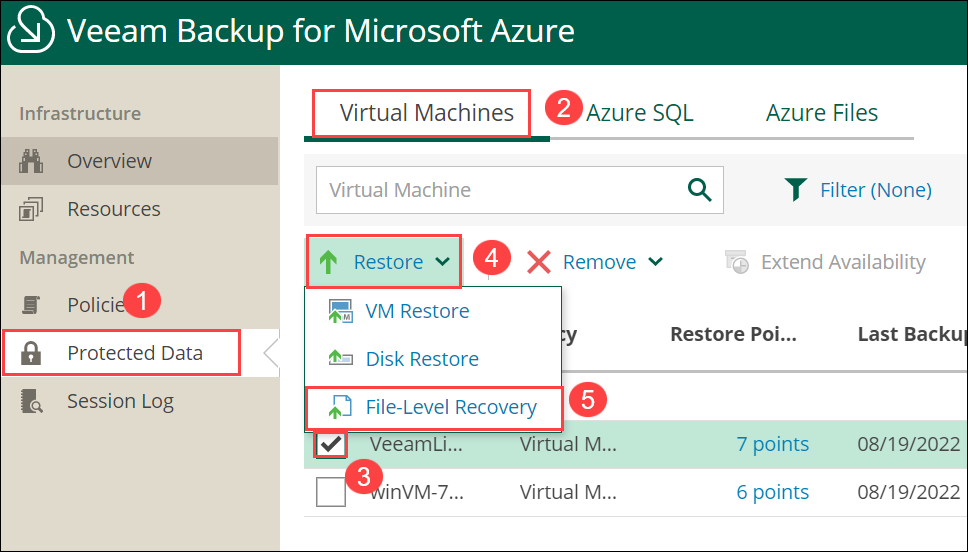 Veeam Backup for Microsoft Azure
Infrastructure
Overview
Resources
Management
Policie
1
Protected Data
Session Log
Virtual Machines
2
Azure SQL
Azure Files
Virtual Machine
Filter (None)
Restore
4
Remove
Extend Availability
VM Restore
Disk Restore
File-Level Recovery
5
cy
Restore Poi...
Last Backup
VeeamLi...
Virtual M...
7 points
08/19/2022
3
winVM-7...
Virtual M...
6 points
08/19/2022